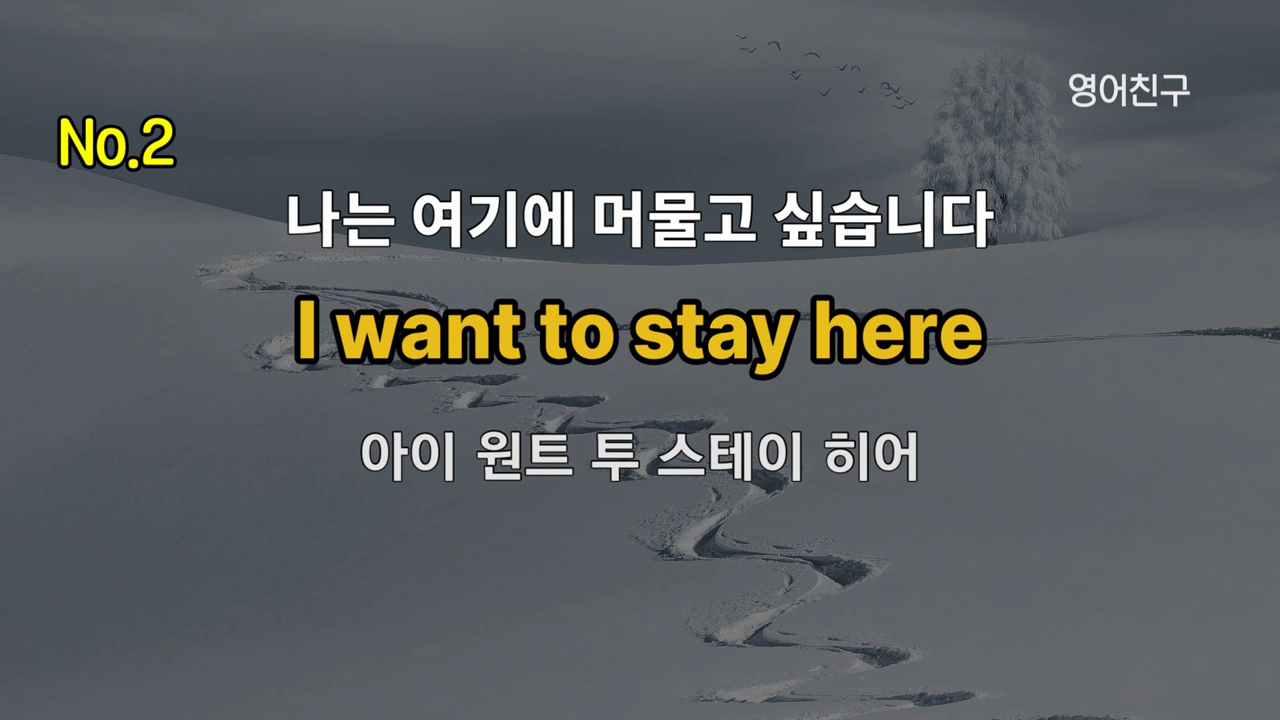 영어친구
No.2
나는 여기에 머물고 싶습니다
I want to stay here
아이 원트 투 스테이 히어